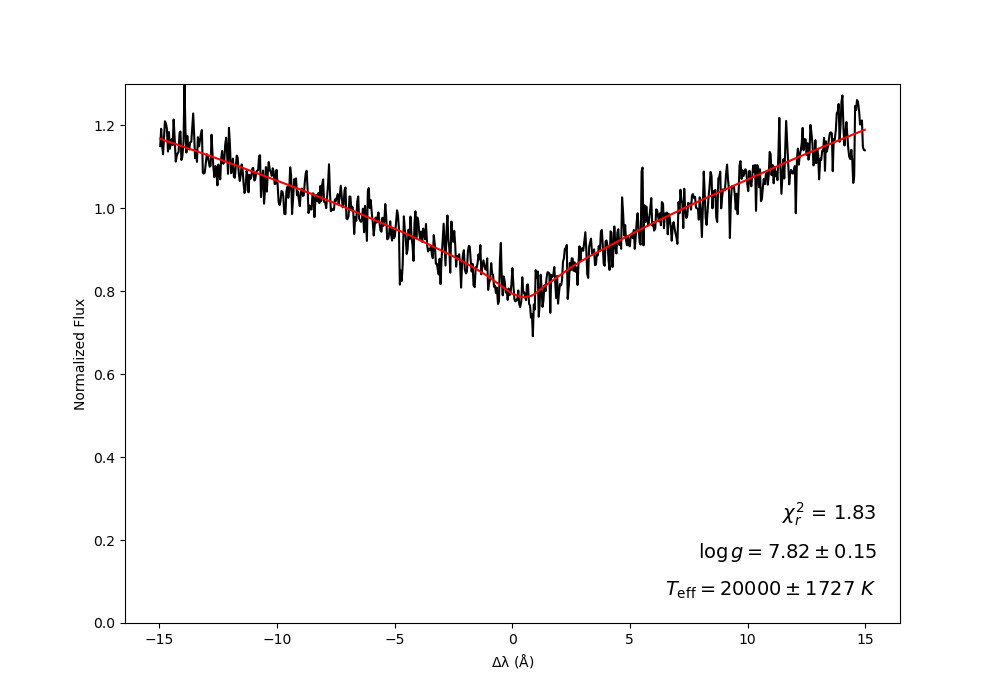 1.2
1.0
0.8
0.6
0.4
0.2
0.0
Normalized Flux
χ²ᵣ = 1.83
log g = 7.82 ± 0.15
T_eff = 20000 ± 1727 K
−15 −10 −5 0 5 10 15
Δλ (Å)